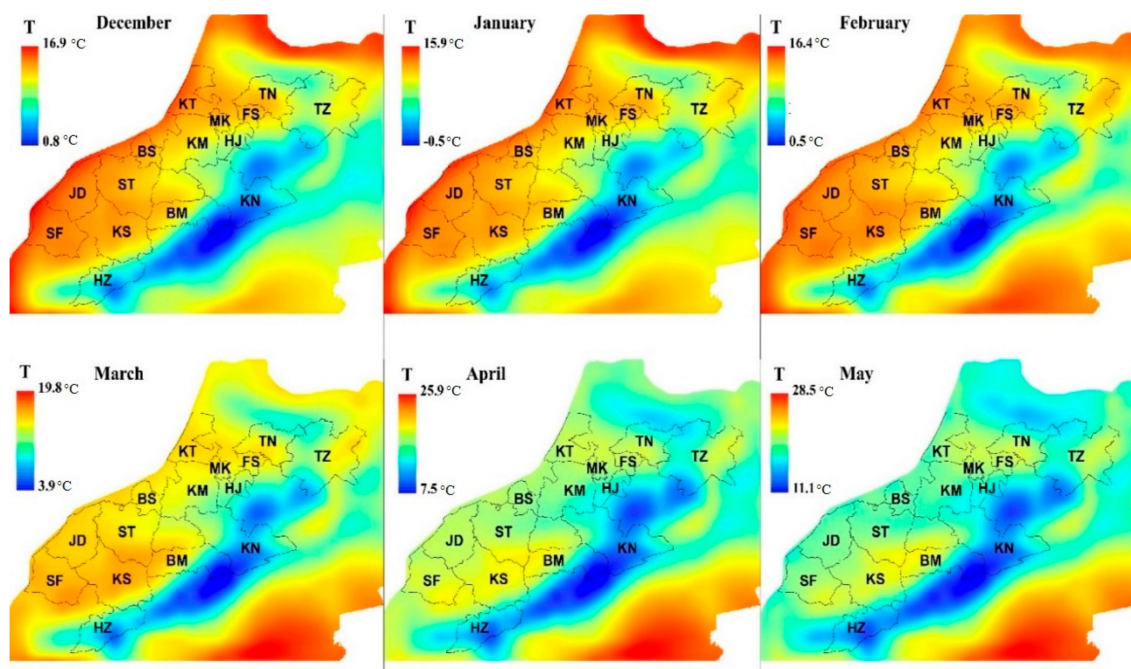 T December
16.9 °C
0.8 °C
TN
KT
FS
TZ
MK
BS
KM
HJ
JD
ST
KN
BM
SF
KS
HZ
T January
15.9 °C
-0.5 °C
TN
KT
FS
TZ
MK
BS
KM
HJ
JD
ST
KN
BM
SF
KS
HZ
T February
16.4 °C
0.5 °C
TN
KT
FS
TZ
MK
BS
KM
HJ
JD
ST
KN
BM
SF
KS
HZ
T March
19.8 °C
3.9 °C
TN
KT
FS
TZ
MK
BS
KM
HJ
ST
JD
KN
BM
SF
KS
HZ
T April
25.9 °C
7.5 °C
TN
KT
FS
TZ
MK
BS
KM
HJ
ST
JD
KN
BM
SF
KS
HZ
T May
28.5 °C
11.1 °C
TN
KT
FS
TZ
MK
BS
KM
HJ
ST
JD
KN
BM
SF
KS
HZ